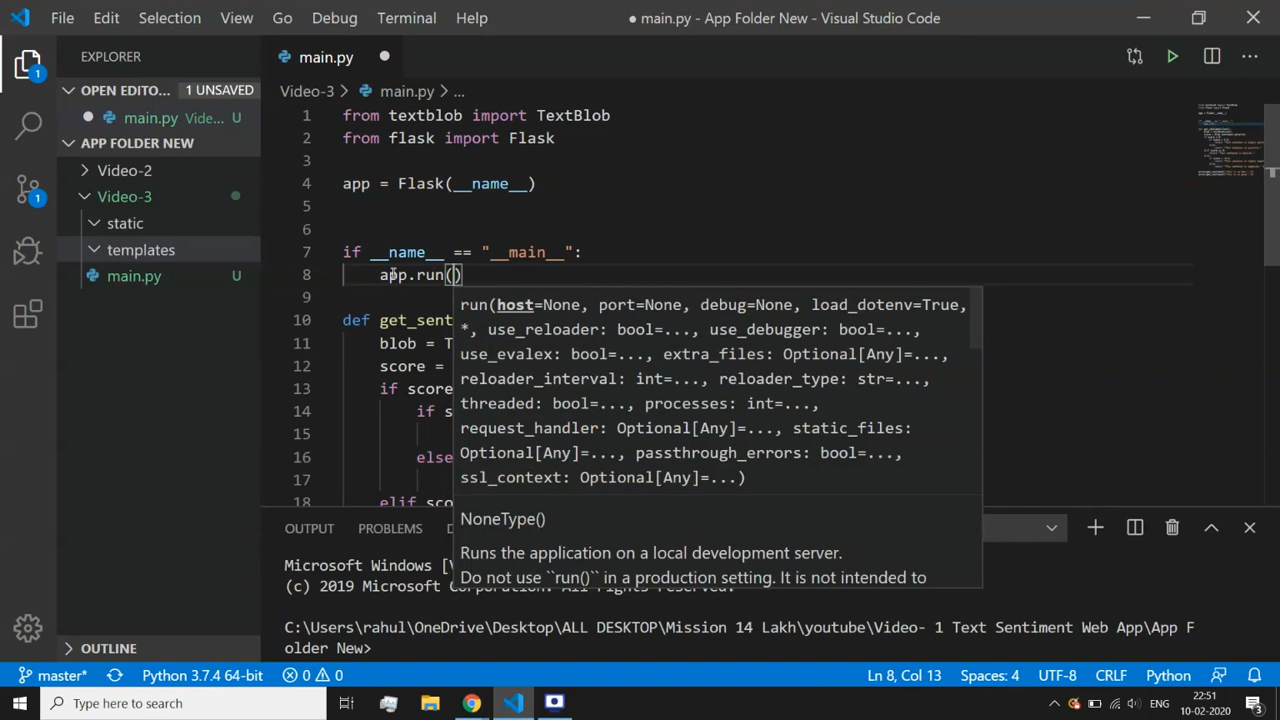 File Edit Selection View Go Debug Terminal Help ● main.py - App Folder New - Visual Studio Code
EXPLORER
main.py
OPEN EDITO... 1 UNSAVED
Video-3 > main.py > ...
main.py Vide... U
APP FOLDER NEW
Video-2
Video-3
static
templates
main.py U
1 from textblob import TextBlob
2 from flask import Flask
3
4 app = Flask(__name__)
5
6
7 if __name__ == "__main__":
8 app.run()
9
10 def get_sent
11 blob = T
12 score =
13 if score
14 if s
15
16 else
17
18 elif sco
run(host=None, port=None, debug=None, load_dotenv=True,
*, use_reloader: bool=..., use_debugger: bool=...,
use_evalex: bool=..., extra_files: Optional[Any]=...,
reloader_interval: int=..., reloader_type: str=...,
threaded: bool=..., processes: int=...,
request_handler: Optional[Any]=..., static_files:
Optional[Any]=..., passthrough_errors: bool=...,
ssl_context: Optional[Any]=...)
NoneType()
Runs the application on a local development server.
Do not use ``run()`` in a production setting. It is not intended to
OUTPUT PROBLEMS
Microsoft Windows [
(c) 2019 Microsoft Corporation. All rights reserved.
C:\Users\rahul\OneDrive\Desktop\ALL DESKTOP\Mission 14 Lakh\youtube\Video- 1 Text Sentiment Web App\App F
older New>
OUTLINE
master* Python 3.7.4 64-bit 0 0 Ln 8, Col 13 Spaces: 4 UTF-8 CRLF Python
Type here to search
ENG
22:51
10-02-2020
3